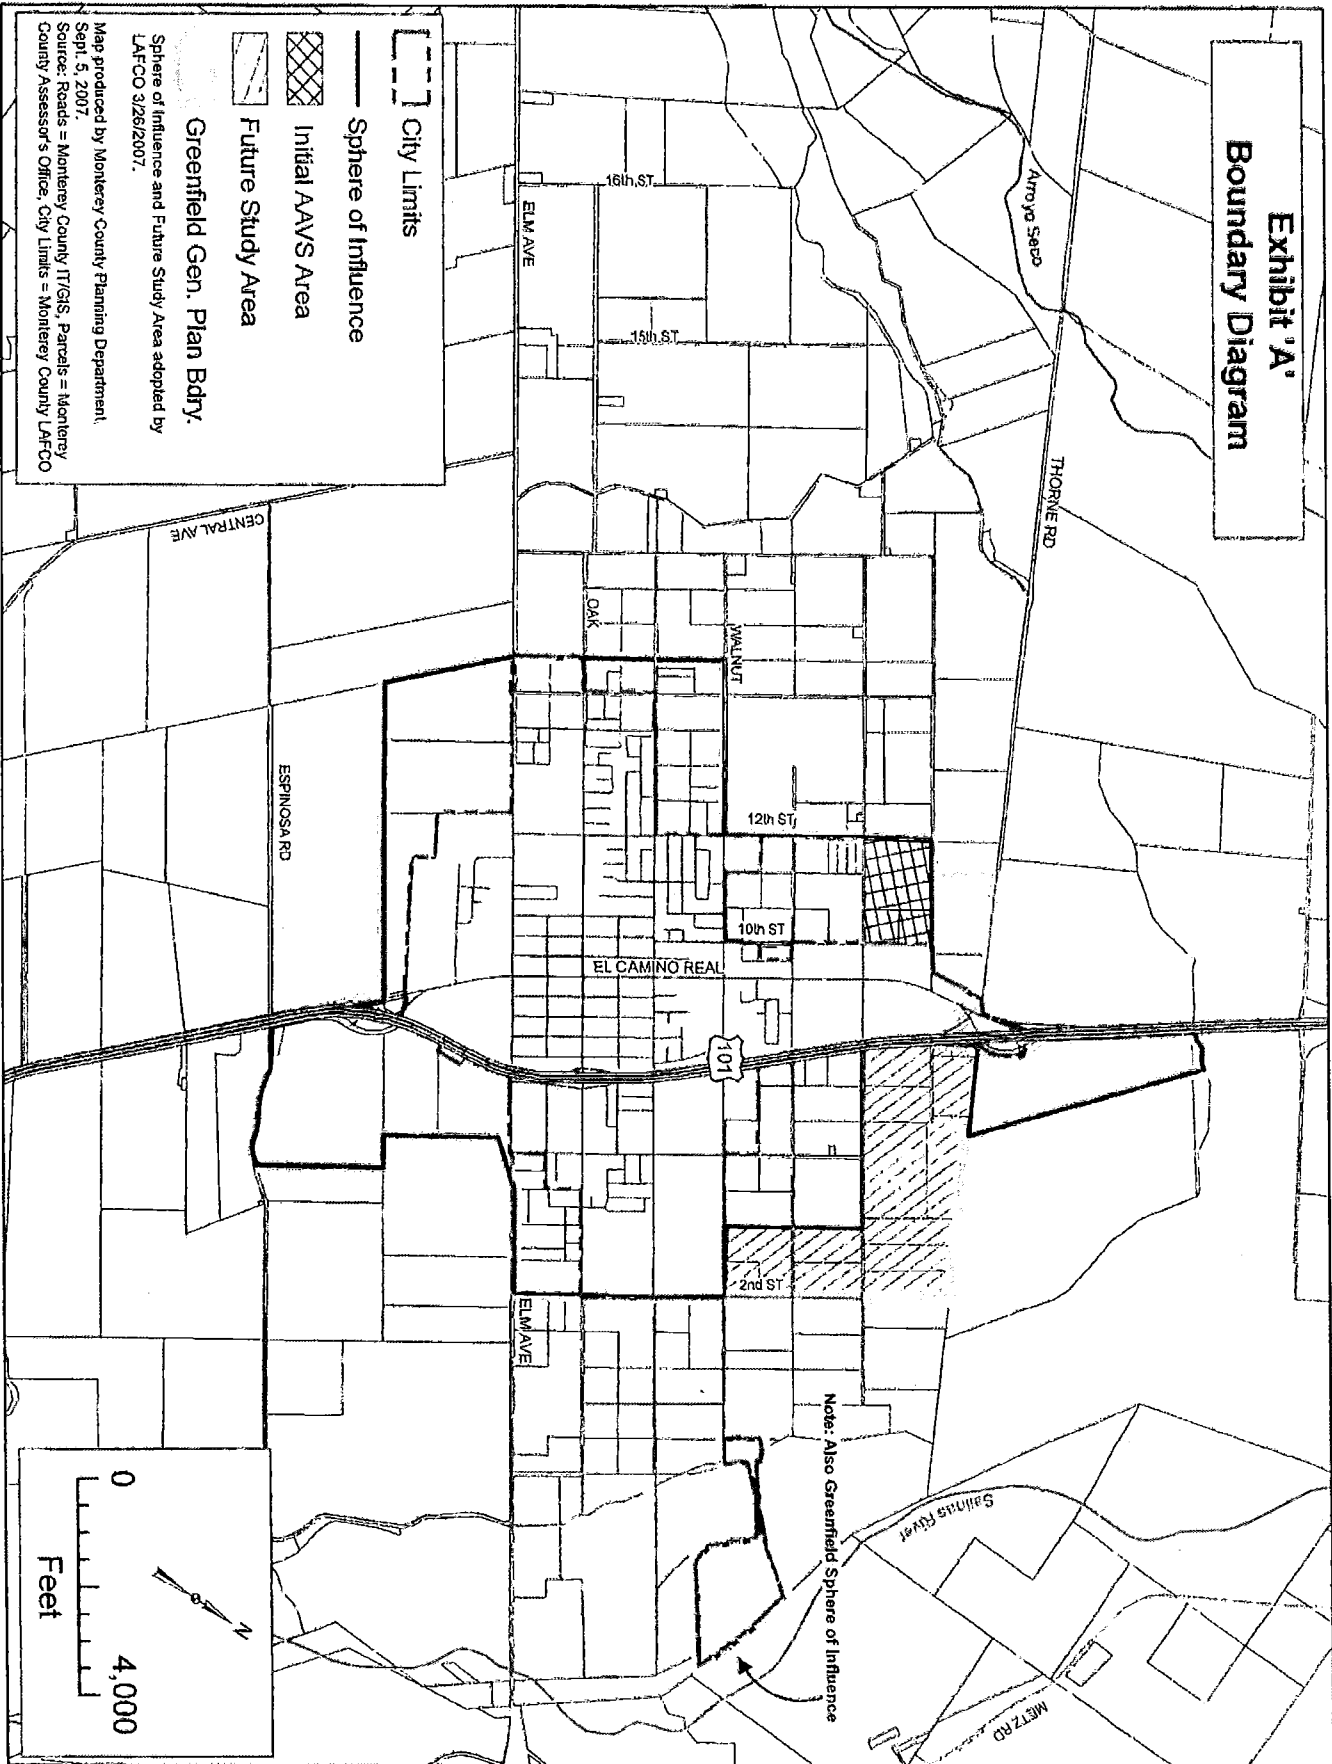 Exhibit 'A'
Boundary Diagram
City Limits
Sphere of Influence
Initial AAVS Area
Future Study Area
Greenfield Gen. Plan Bdry.
Sphere of Influence and Future Study Area adopted by
LAFCO 3/26/2007.
Map produced by Monterey County Planning Department,
Sept. 5, 2007.
Source: Roads = Monterey County IT/GIS, Parcels = Monterey
County Assessor's Office, City Limits = Monterey County LAFCO
Arroyo Seco
THORNE RD
16th ST
15th ST
ELM AVE
CENTRAL AVE
OAK
WALNUT
12th ST
10th ST
ESPINOSA RD
EL CAMINO REAL
101
2nd ST
ELM AVE
Note: Also Greenfield Sphere of Influence
Salinas River
METZ RD
N
0 4,000
Feet